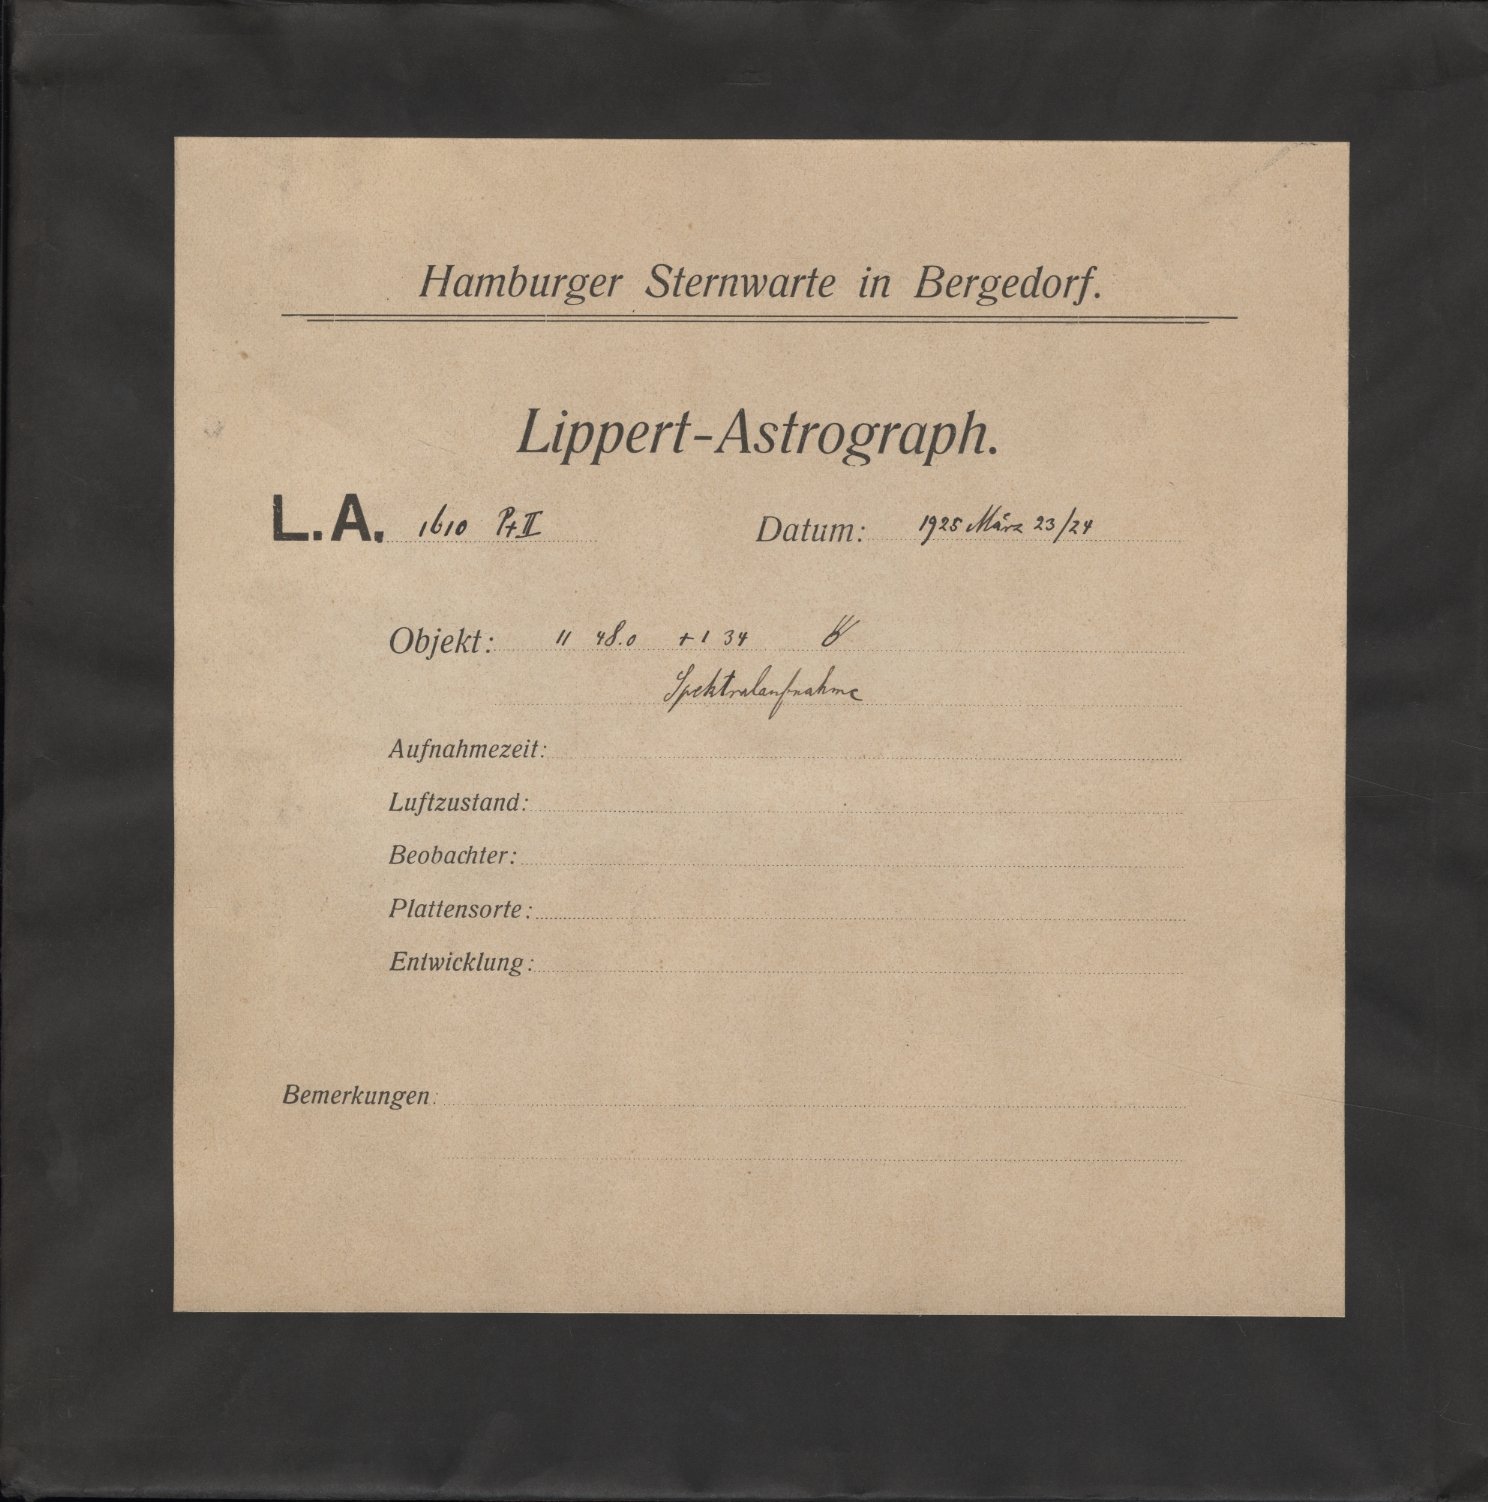 Hamburger Sternwarte in Bergedorf.
Lippert-Astrograph.
L.A. 1610 Pr II Datum: 1925 März 23/24
Objekt: 11 48.0 +1 34
Spektralaufnahme
Aufnahmezeit:
Luftzustand:
Beobachter:
Plattensorte:
Entwicklung:
Bemerkungen: